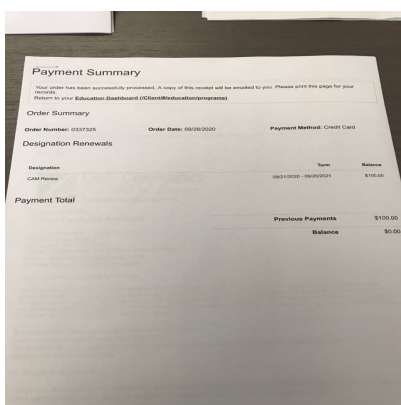 Payment Summary
Your order has been successfully processed. A copy of this receipt will be emailed to you. Please print this page for your
records.
Return to your Education Dashboard (/Client/#/education/programs).
Order Summary
Order Number: 0337325 Order Date: 09/28/2020 Payment Method: Credit Card
Designation Renewals
Designation Term Balance
CAM Renew 09/21/2020 - 09/20/2021 $100.00
Payment Total
Previous Payments $100.00
Balance $0.00